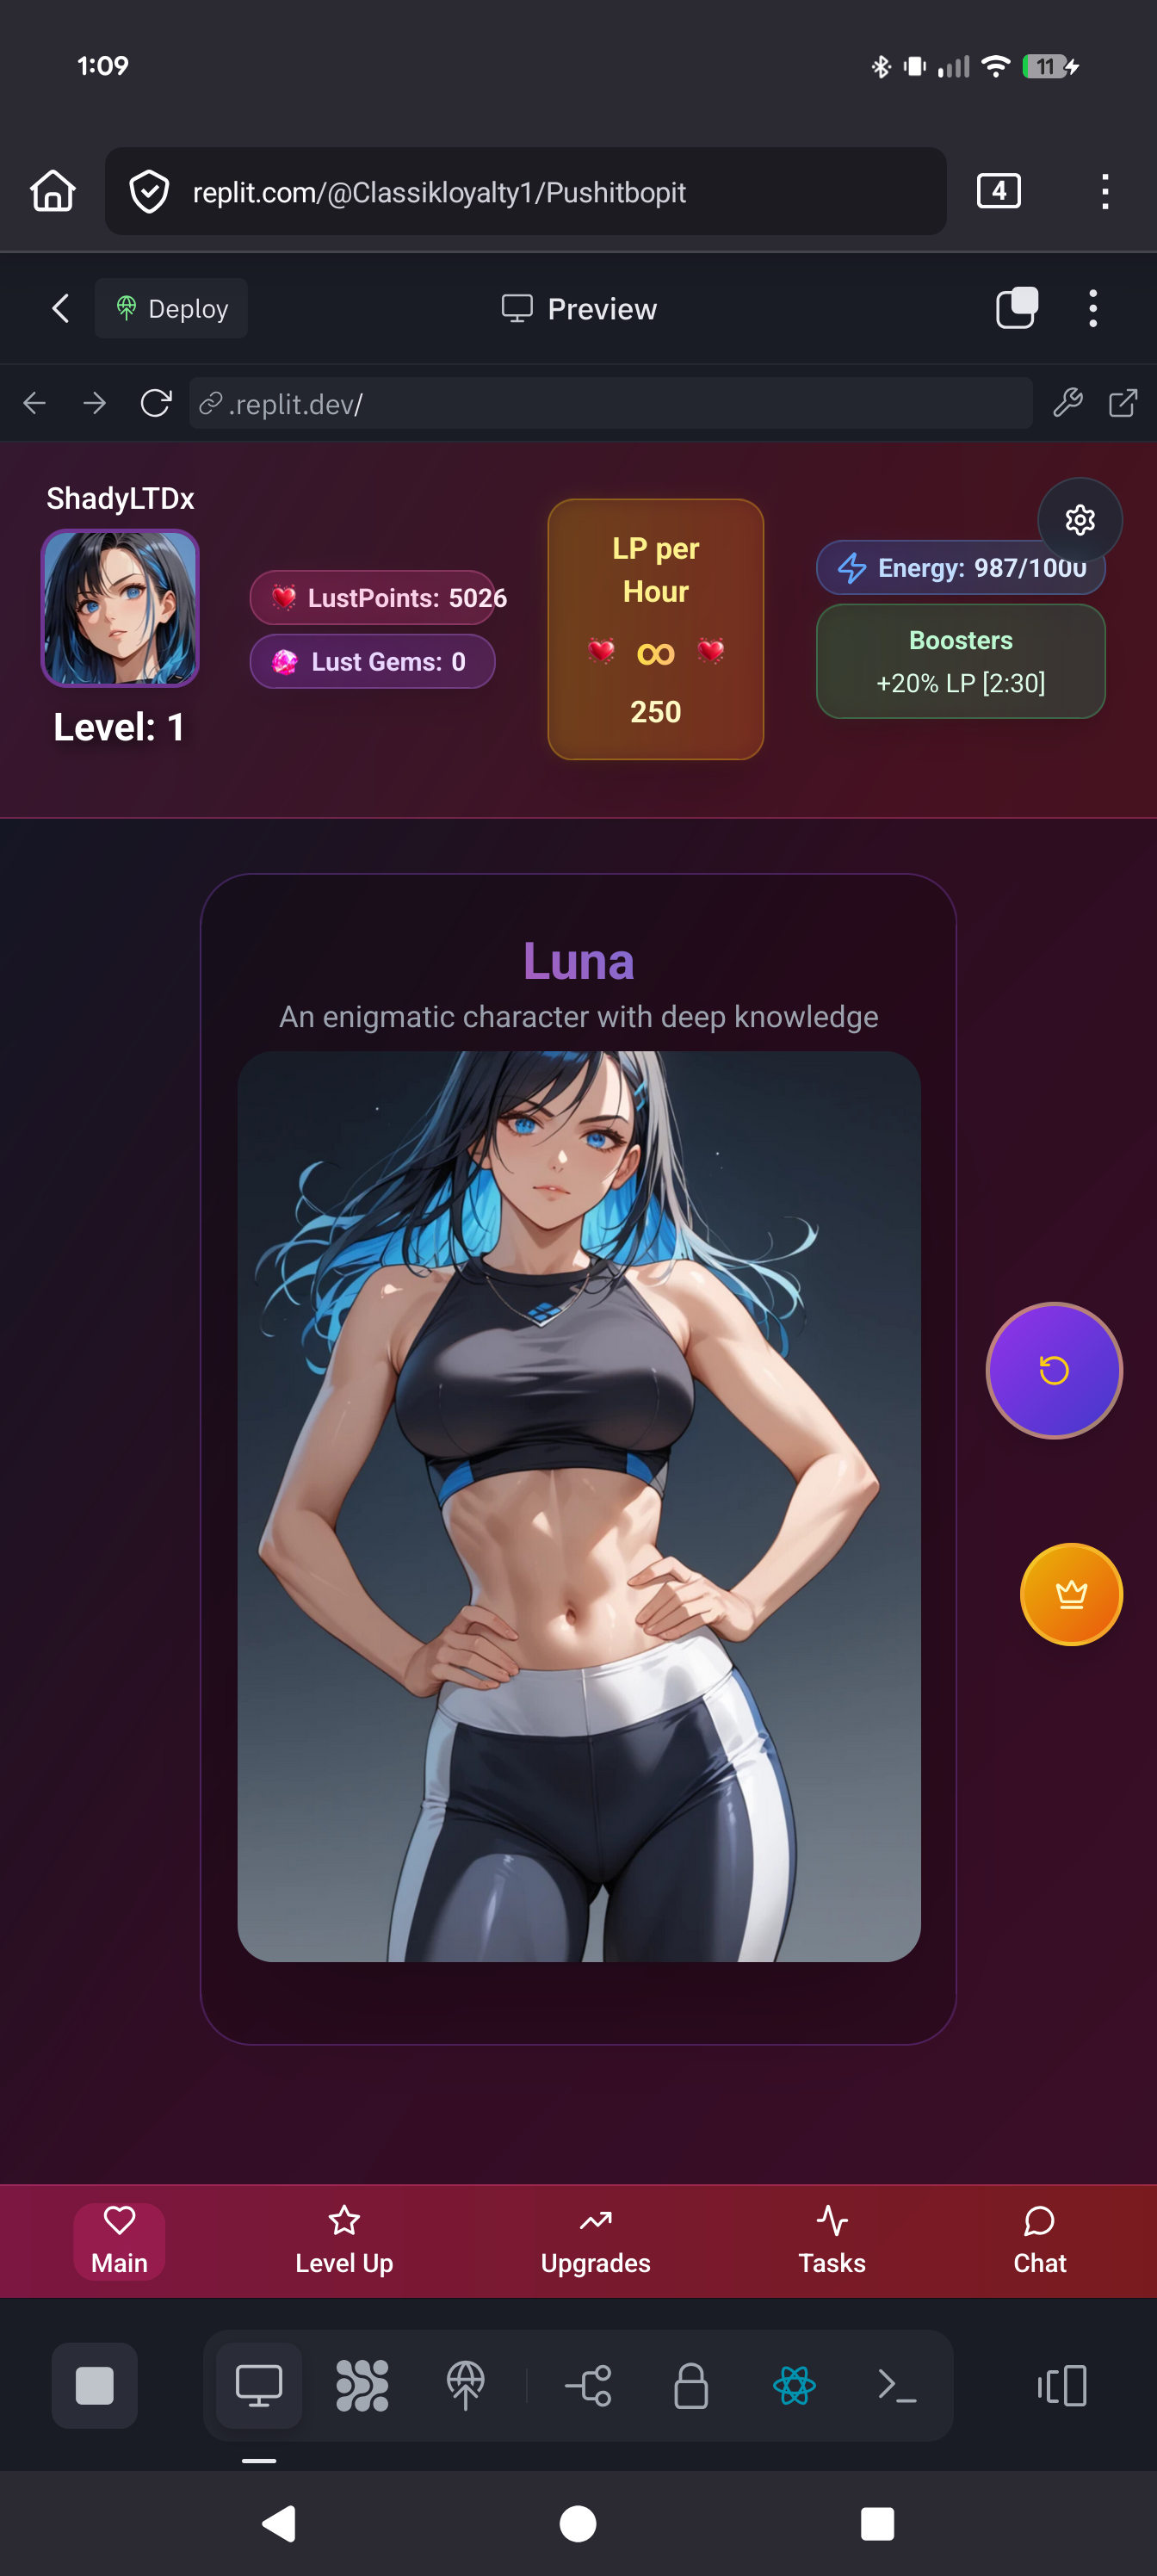 1:09
11
replit.com/@Classikloyalty1/Pushitbopit
4
Deploy
Preview
.replit.dev/
ShadyLTDx
Level: 1
LustPoints: 5026
Lust Gems: 0
LP per
Hour
∞
250
Energy: 987/1000
Boosters
+20% LP [2:30]
Luna
An enigmatic character with deep knowledge
Main
Level Up
Upgrades
Tasks
Chat